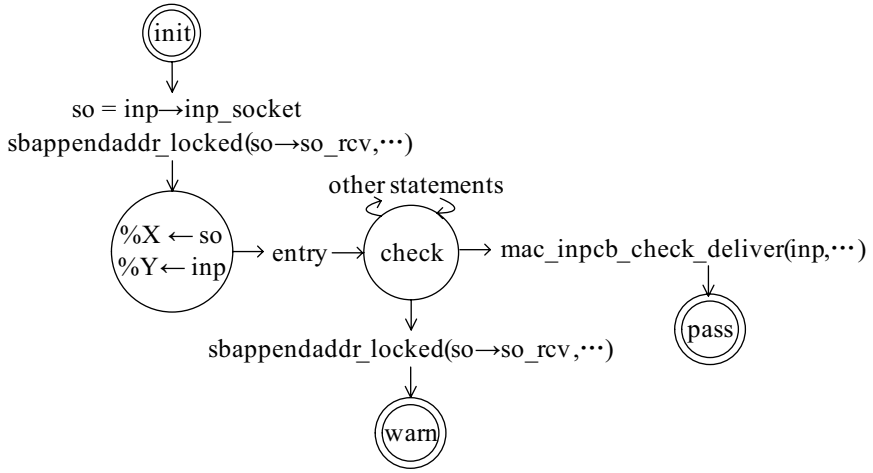 init
so = inp→inp_socket
sbappendaddr_locked(so→so_rcv,⋯)
other statements
%X ← so
%Y← inp
entry
check
mac_inpcb_check_deliver(inp,⋯)
pass
sbappendaddr_locked(so→so_rcv,⋯)
warn